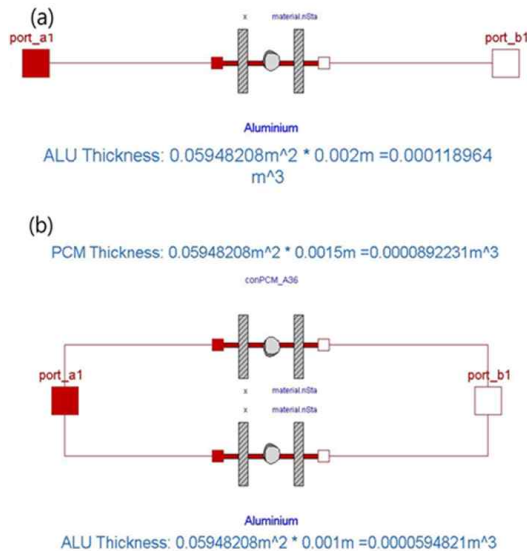 (a)
x material.nSta
port_a1 port_b1
Aluminium
ALU Thickness: 0.05948208m^2 * 0.002m =0.000118964
m^3
(b)
PCM Thickness: 0.05948208m^2 * 0.0015m =0.0000892231m^3
conPCM_A36
port_a1 port_b1
x material.nSta
x material.nSta
Aluminium
ALU Thickness: 0.05948208m^2 * 0.001m =0.0000594821m^3